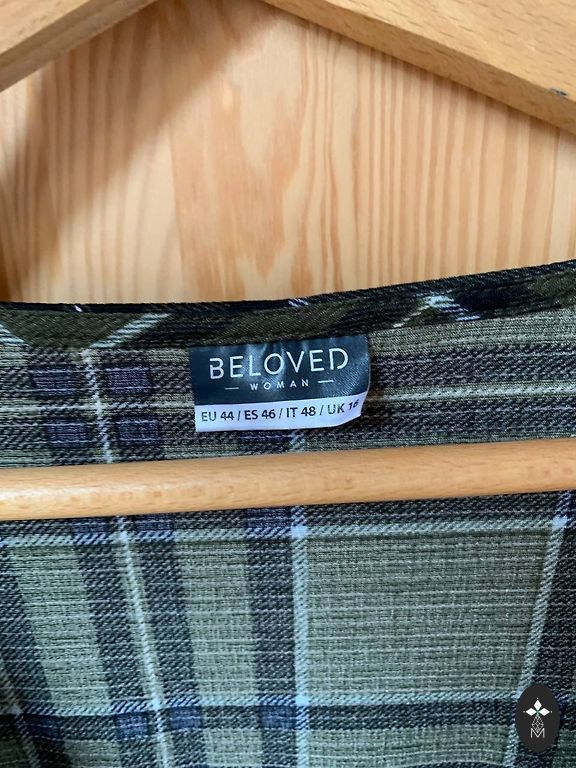 BELOVED
— WOMAN —
EU 44 / ES 46 / IT 48 / UK 16
M